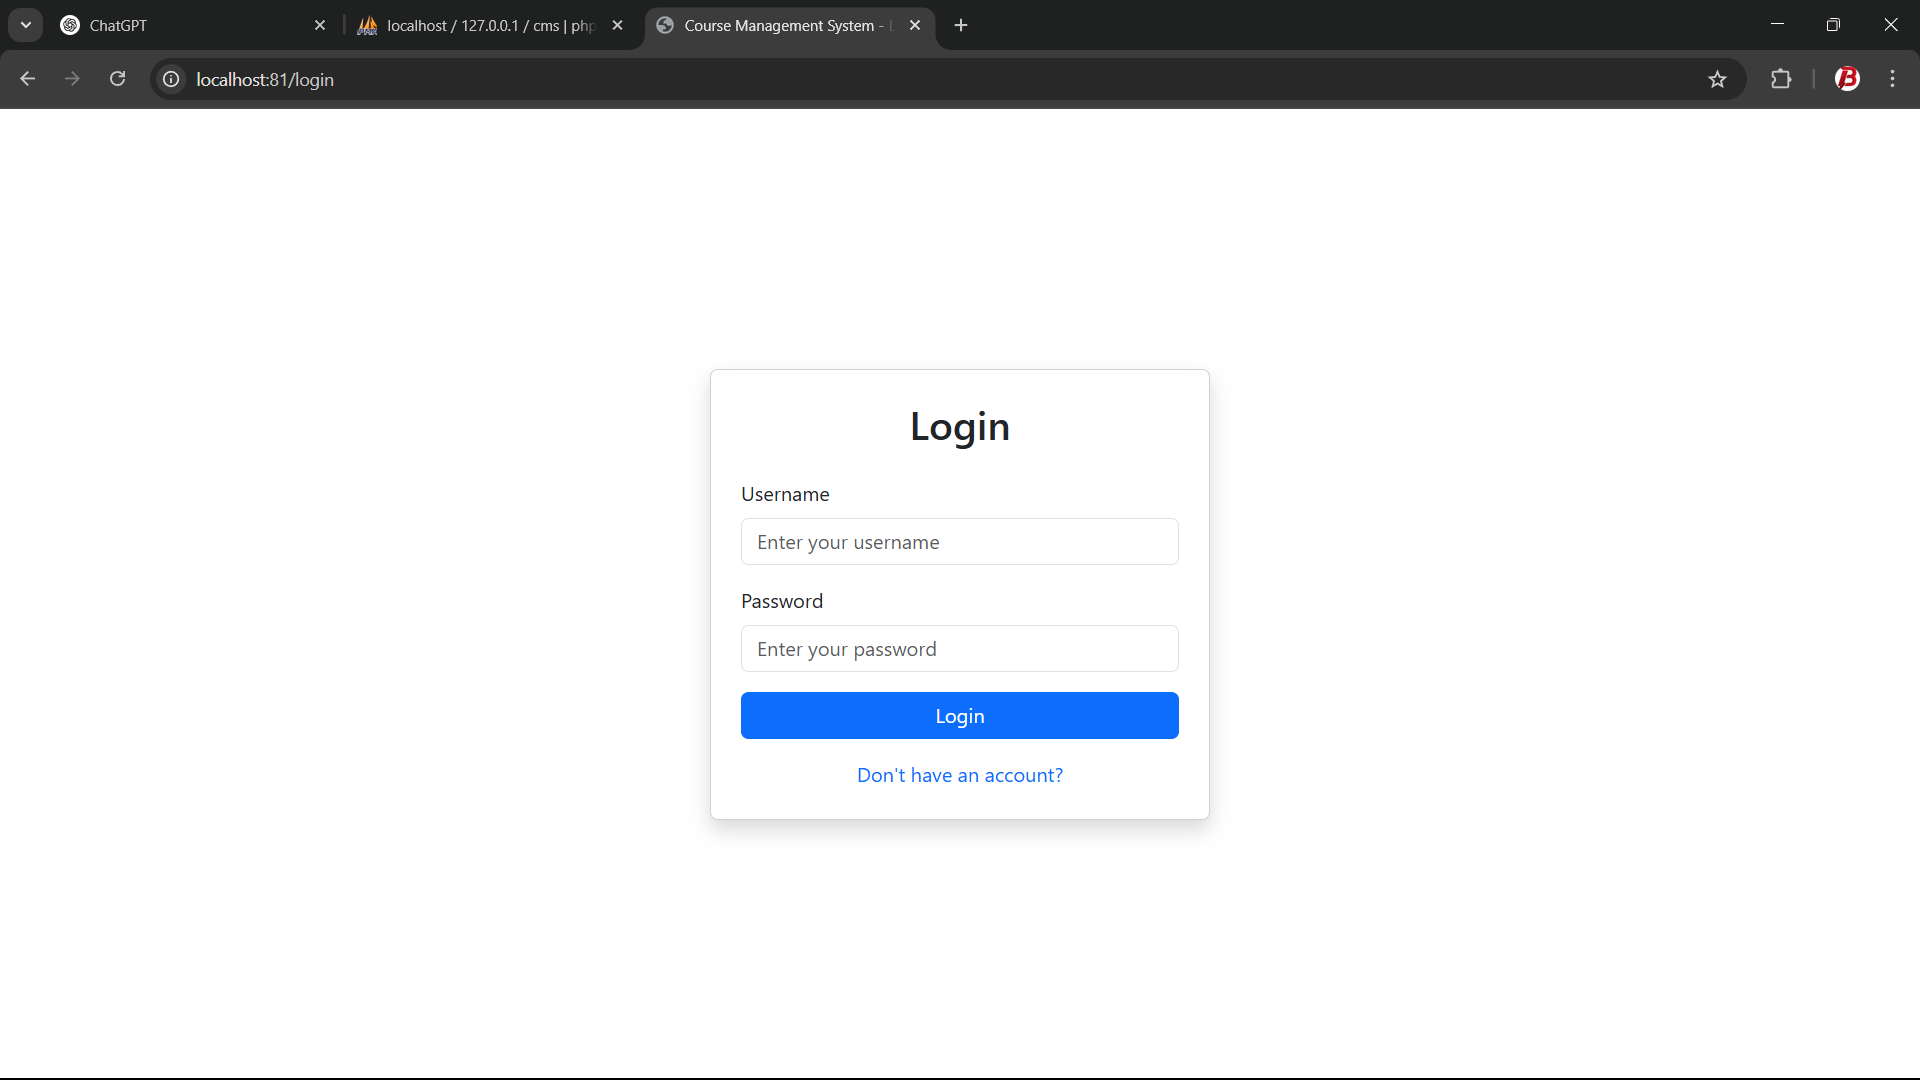 ChatGPT
localhost / 127.0.0.1 / cms | php
Course Management System -
localhost:81/login
Login
Username
Enter your username
Password
Enter your password
Login
Don't have an account?